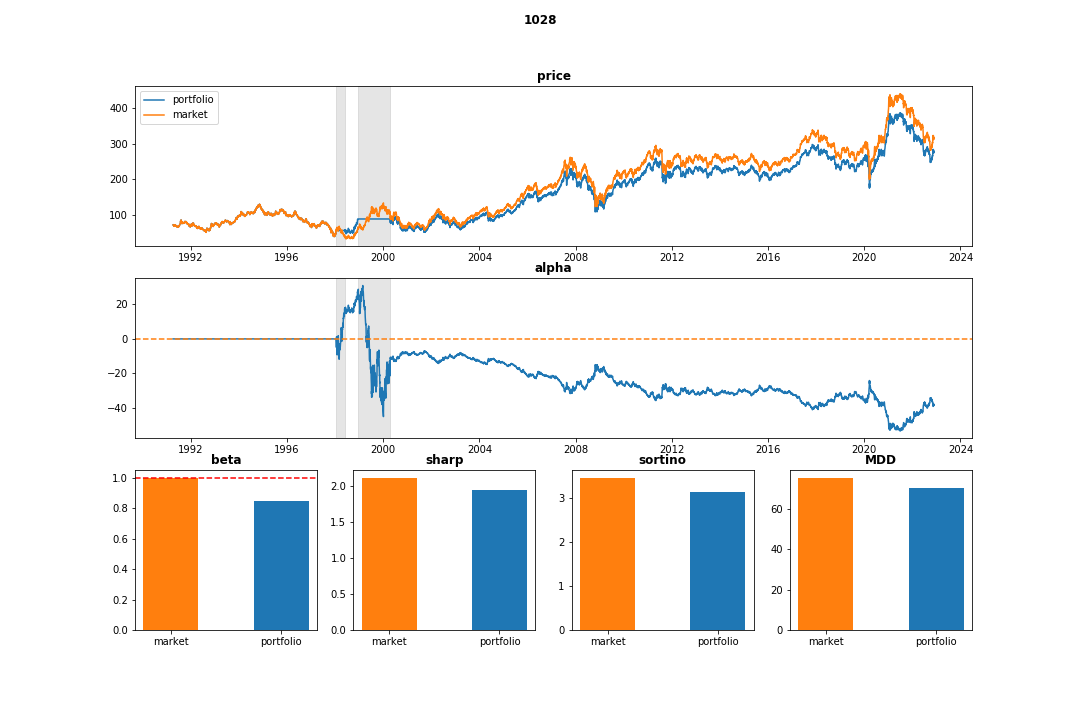 1028
price
portfolio
market
400
300
200
100
1992 1996 2000 2004 2008 2012 2016 2020 2024
alpha
20
0
−20
−40
1992 1996 2000 2004 2008 2012 2016 2020 2024
beta
1.0
0.8
0.6
0.4
0.2
0.0
market portfolio
sharp
2.0
1.5
1.0
0.5
0.0
market portfolio
sortino
3
2
1
0
market portfolio
MDD
60
40
20
0
market portfolio